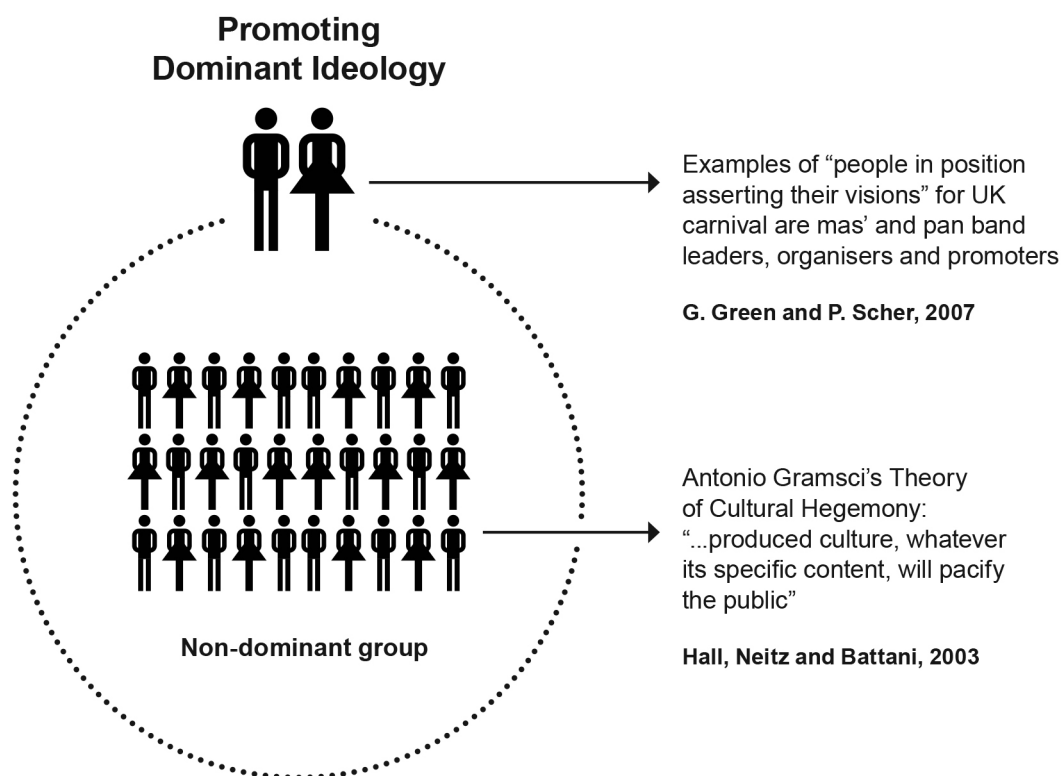 Promoting
Dominant Ideology
Examples of “people in position
asserting their visions” for UK
carnival are mas’ and pan band
leaders, organisers and promoters
G. Green and P. Scher, 2007
Antonio Gramsci’s Theory
of Cultural Hegemony:
“...produced culture, whatever
its specific content, will pacify
the public”
Hall, Neitz and Battani, 2003
Non-dominant group